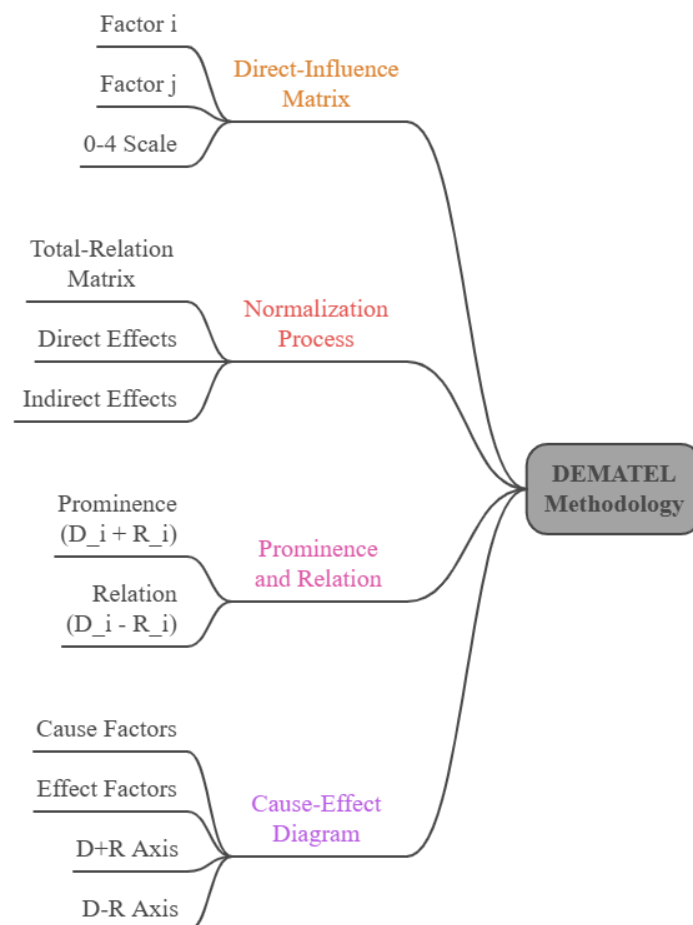 Factor i
Factor j
0-4 Scale
Direct-Influence
Matrix
Total-Relation
Matrix
Direct Effects
Indirect Effects
Normalization
Process
Prominence
(D_i + R_i)
Relation
(D_i - R_i)
Prominence
and Relation
Cause Factors
Effect Factors
D+R Axis
D-R Axis
Cause-Effect
Diagram
DEMATEL
Methodology